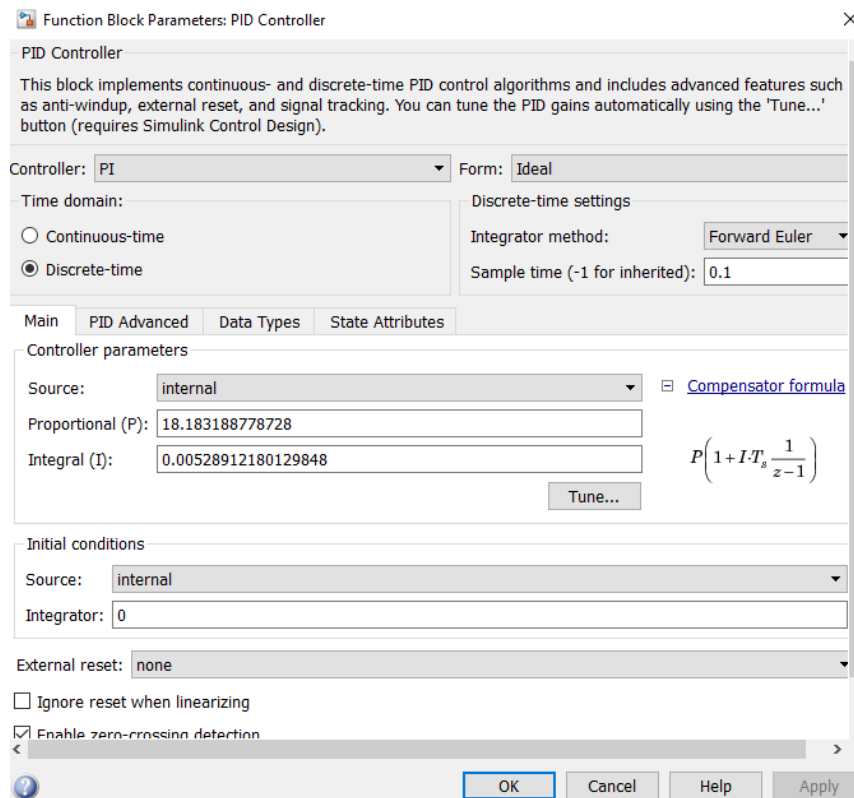 Function Block Parameters: PID Controller
PID Controller
This block implements continuous- and discrete-time PID control algorithms and includes advanced features such
as anti-windup, external reset, and signal tracking. You can tune the PID gains automatically using the 'Tune...'
button (requires Simulink Control Design).
Controller: PI Form: Ideal
Time domain: Discrete-time settings
Continuous-time Integrator method: Forward Euler
Discrete-time Sample time (-1 for inherited): 0.1
Main PID Advanced Data Types State Attributes
Controller parameters
Source: internal Compensator formula
Proportional (P): 18.183188778728
Integral (I): 0.00528912180129848
P(1+I·T_s 1/(z−1))
Tune...
Initial conditions
Source: internal
Integrator: 0
External reset: none
Ignore reset when linearizing
Enable zero-crossing detection
OK Cancel Help Apply